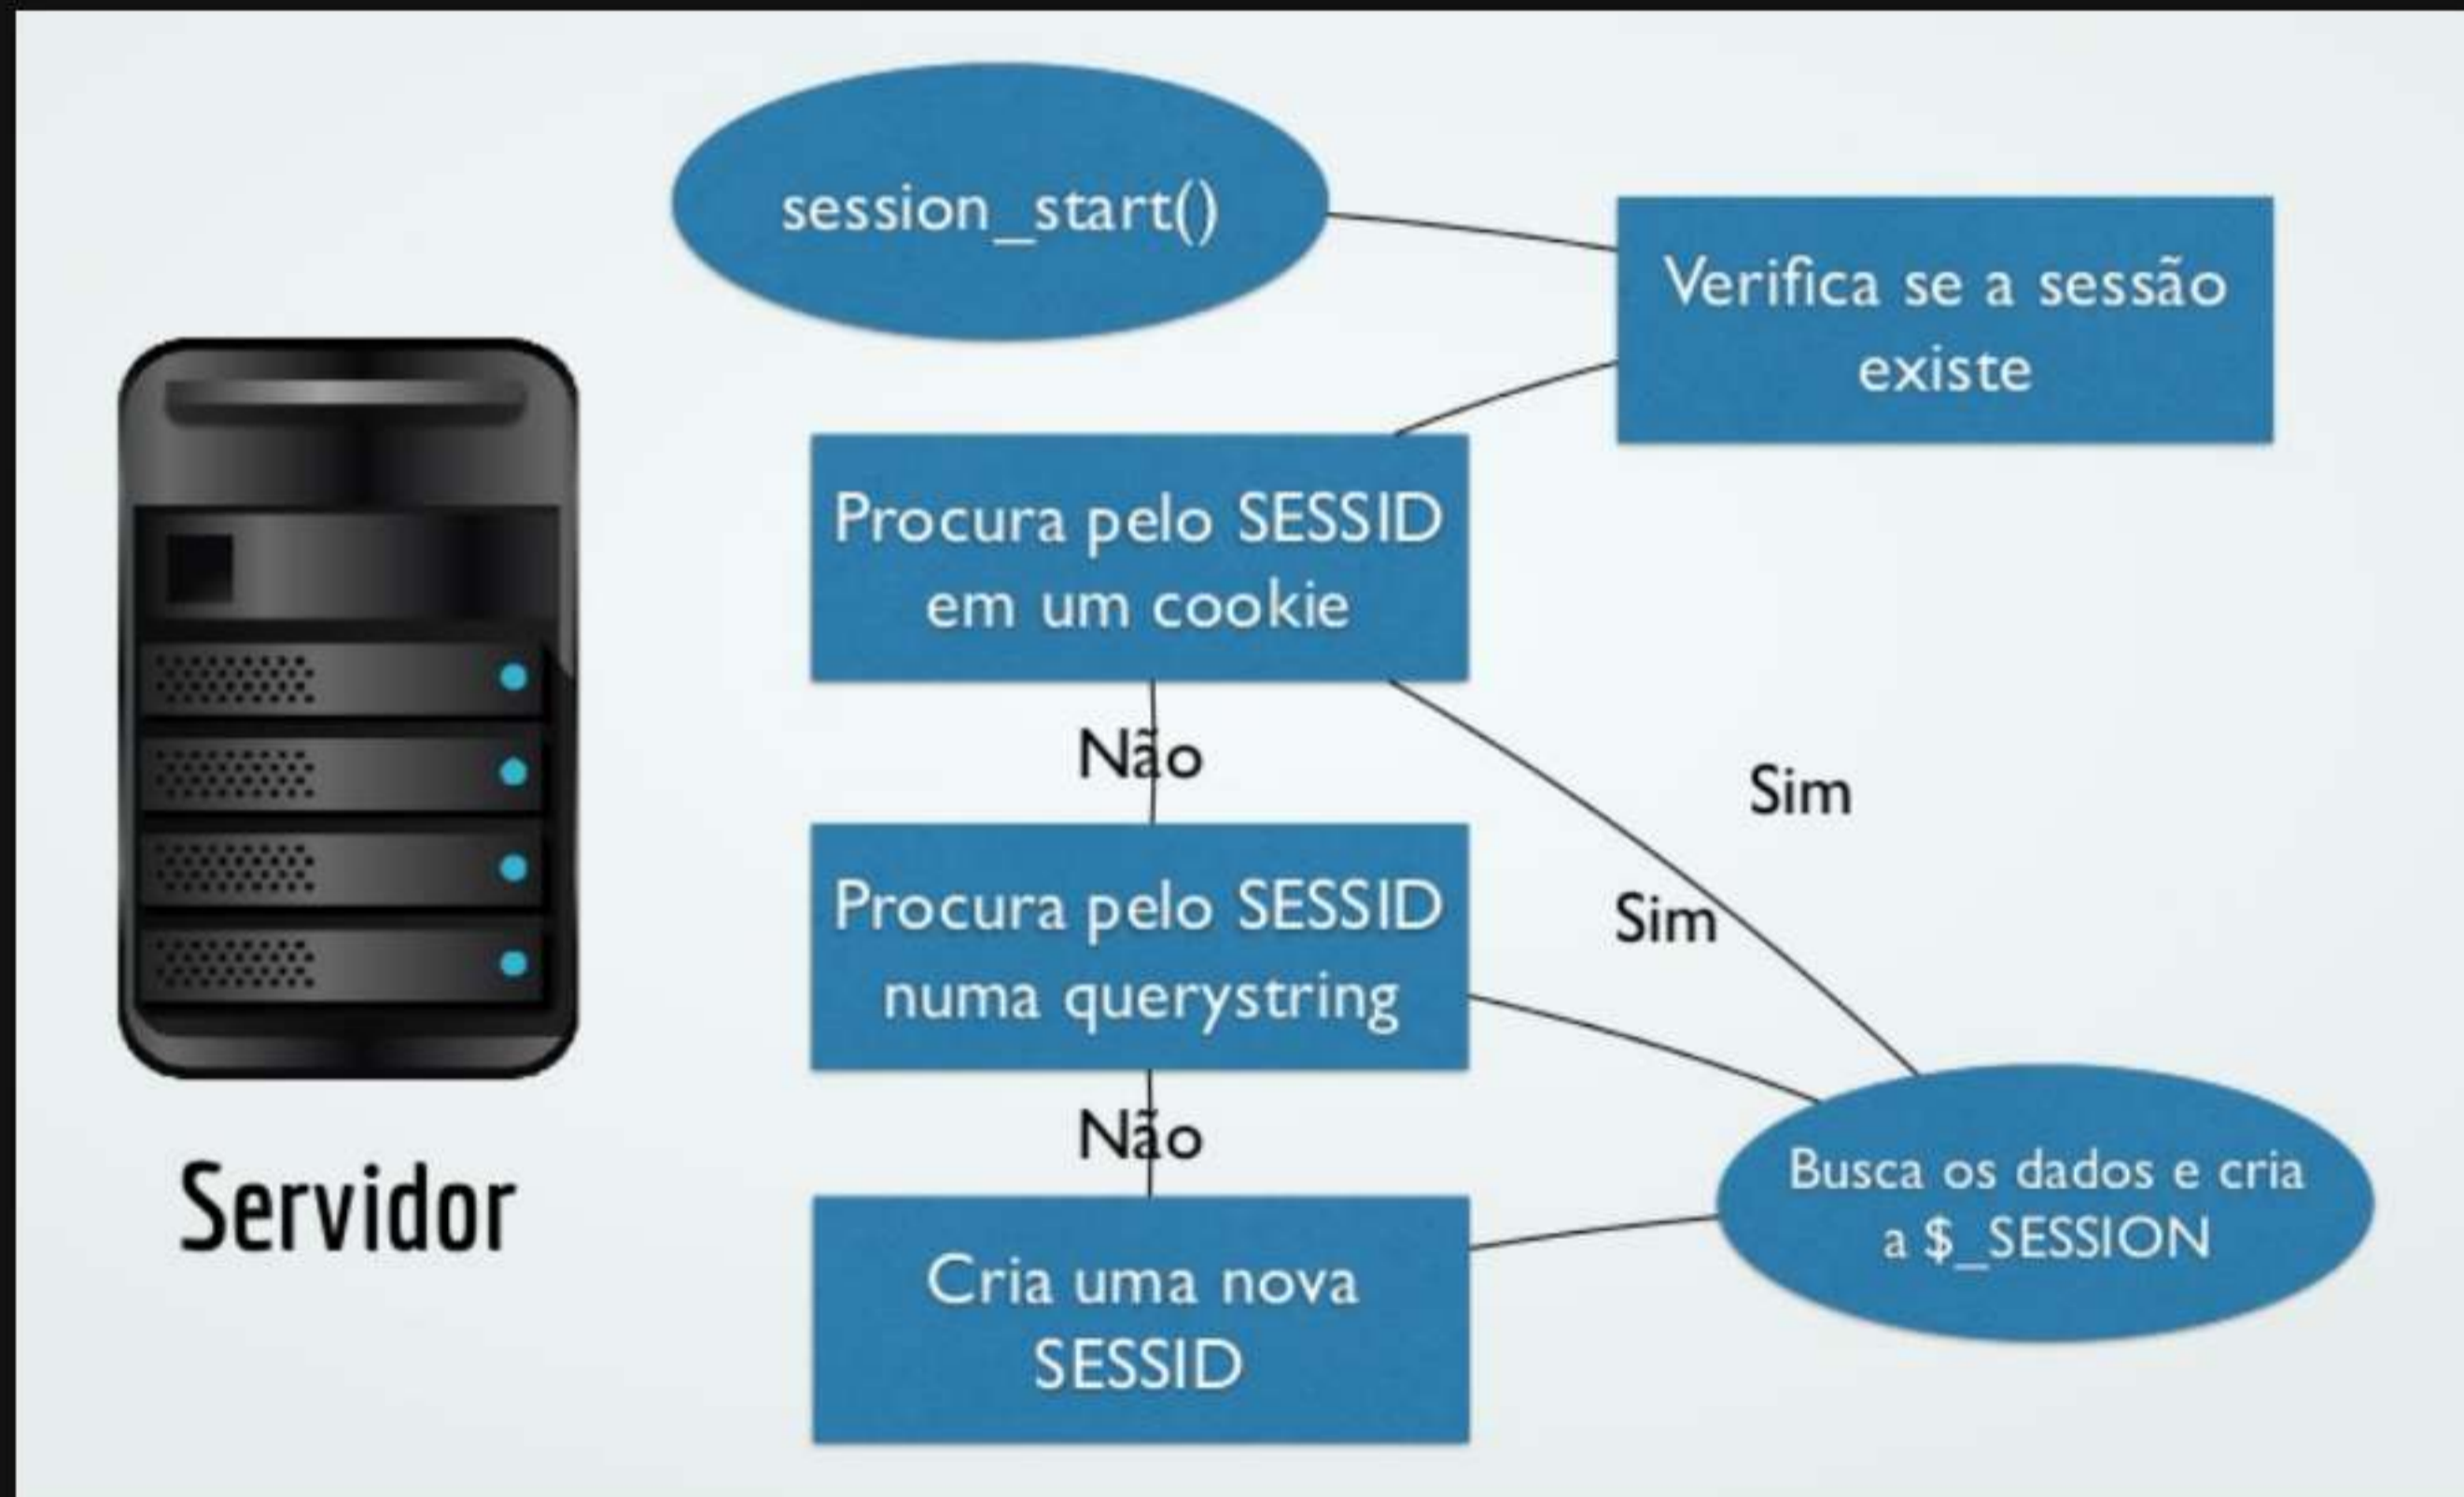 session_start()
Verifica se a sessão
existe
Procura pelo SESSID
em um cookie
Não
Sim
Procura pelo SESSID
numa querystring
Sim
Não
Cria uma nova
SESSID
Busca os dados e cria
a $_SESSION
Servidor